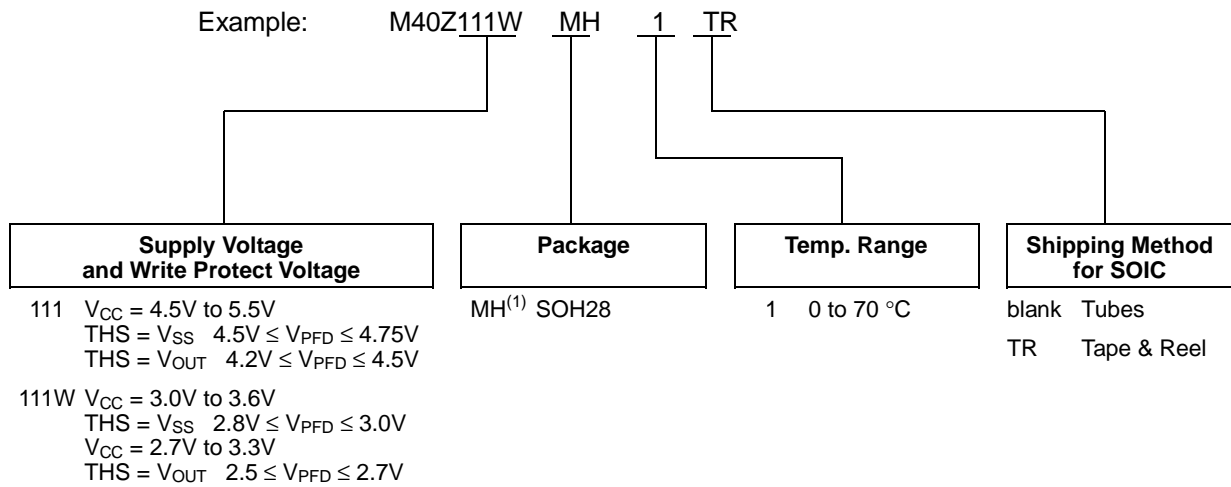 Example: M40Z111W MH 1 TR
Supply Voltage
and Write Protect Voltage
111 VCC = 4.5V to 5.5V
THS = VSS 4.5V ≤ VPFD ≤ 4.75V
THS = VOUT 4.2V ≤ VPFD ≤ 4.5V
111W VCC = 3.0V to 3.6V
THS = VSS 2.8V ≤ VPFD ≤ 3.0V
VCC = 2.7V to 3.3V
THS = VOUT 2.5 ≤ VPFD ≤ 2.7V
Package
MH(1) SOH28
Temp. Range
1 0 to 70 °C
Shipping Method
for SOIC
blank Tubes
TR Tape & Reel